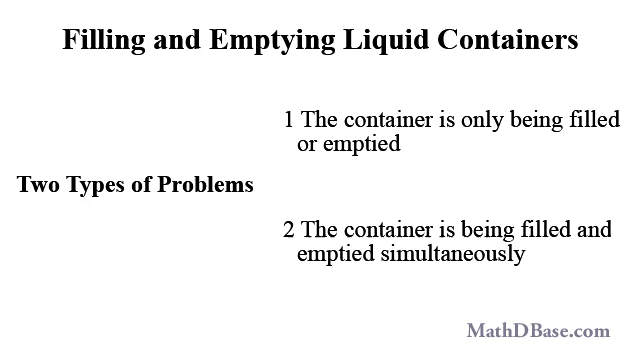 Filling and Emptying Liquid Containers
1 The container is only being filled
or emptied
Two Types of Problems
2 The container is being filled and
emptied simultaneously
MathDBase.com